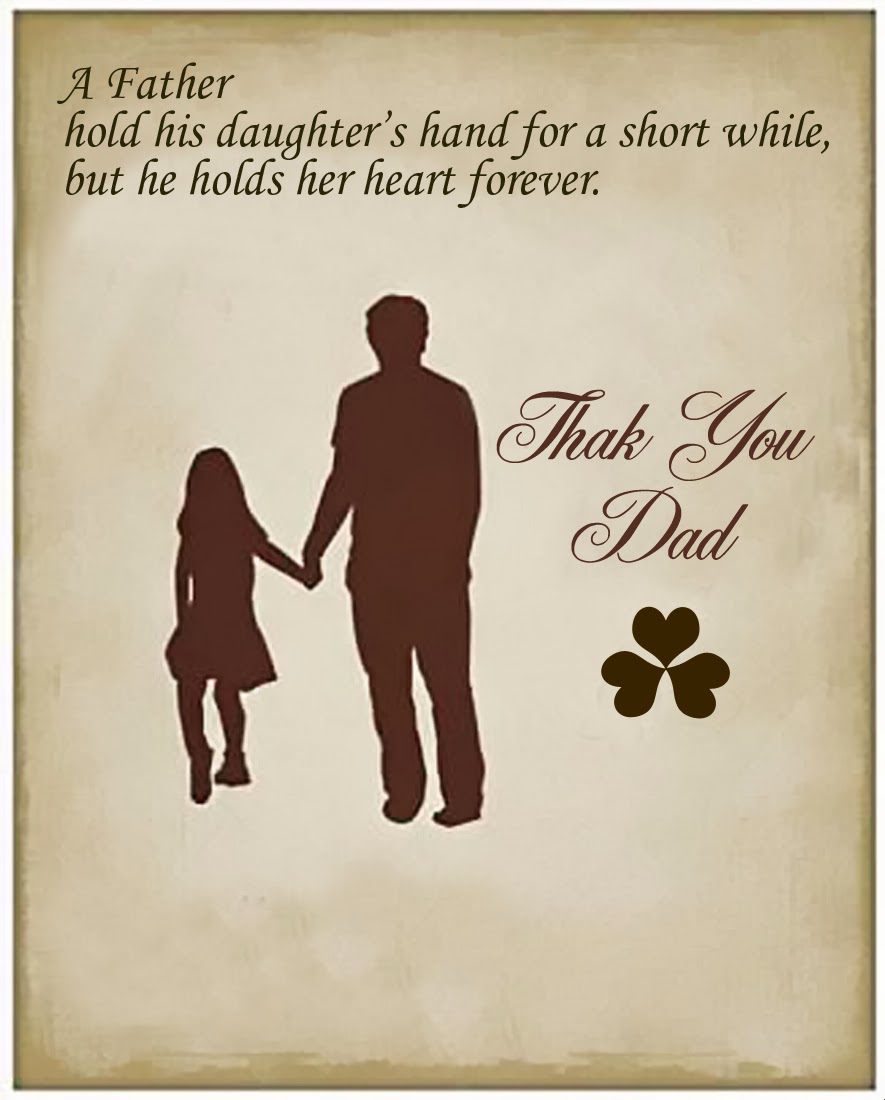 A Father
hold his daughter's hand for a short while,
but he holds her heart forever.
Thak You
Dad